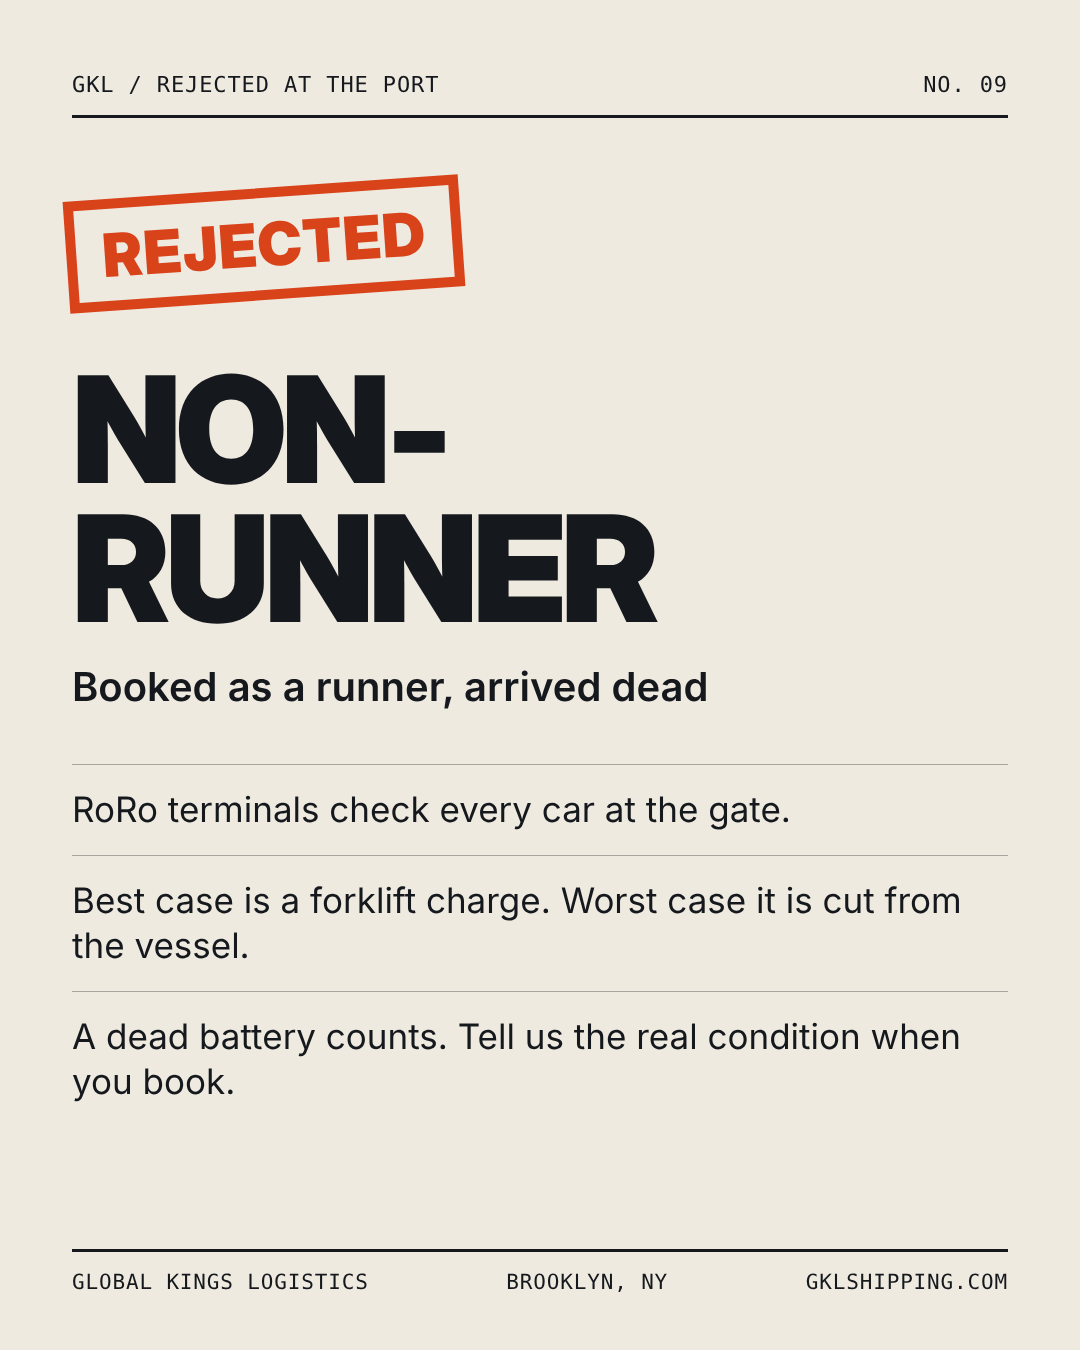 GKL / REJECTED AT THE PORT
NO. 09
REJECTED
NON-
RUNNER
Booked as a runner, arrived dead
RoRo terminals check every car at the gate.
Best case is a forklift charge. Worst case it is cut from
the vessel.
A dead battery counts. Tell us the real condition when
you book.
GLOBAL KINGS LOGISTICS
BROOKLYN, NY
GKLSHIPPING.COM